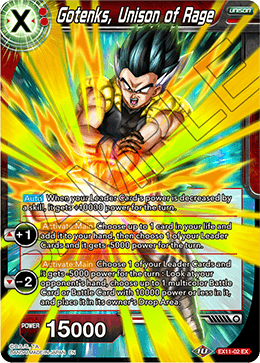 X
Gotenks, Unison of Rage
UNISON
Auto When your Leader Card's power is decreased by
a skill, it gets +10000 power for the turn.
+1
Activate: Main Choose up to 1 card in your life and
add it to your hand, then choose 1 of your Leader
Cards and it gets -5000 power for the turn.
-2
Activate: Main Choose 1 of your Leader Cards and
it gets -5000 power for the turn : Look at your
opponent's hand, choose up to 1 multicolor Battle
Card or Battle Card with 10000 power or less in it,
and place it in its owner's Drop Area.
POWER
15000
EX11-02 EX